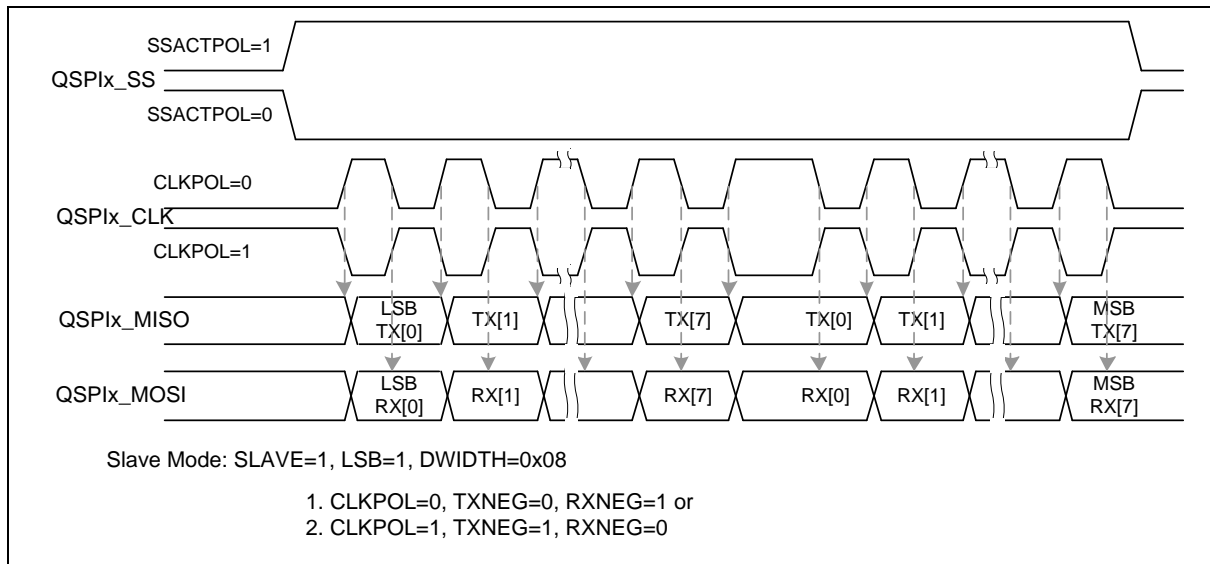 SSACTPOL=1
QSPIx_SS
SSACTPOL=0
CLKPOL=0
QSPIx_CLK
CLKPOL=1
QSPIx_MISO
LSB
TX[0]
TX[1]
TX[7]
TX[0]
TX[1]
MSB
TX[7]
QSPIx_MOSI
LSB
RX[0]
RX[1]
RX[7]
RX[0]
RX[1]
MSB
RX[7]
Slave Mode: SLAVE=1, LSB=1, DWIDTH=0x08
1. CLKPOL=0, TXNEG=0, RXNEG=1 or
2. CLKPOL=1, TXNEG=1, RXNEG=0